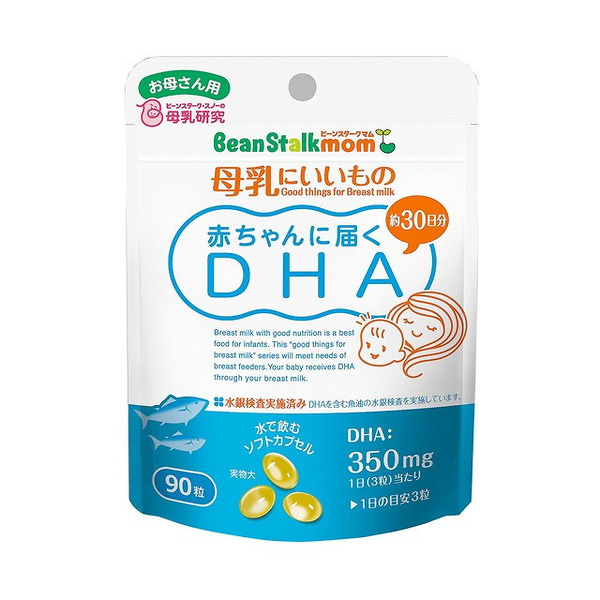 お母さん用
ビーンスターク・スノーの
母乳研究
ビーンスタークマム
BeanStalkmom
母乳にいいもの
Good things for Breast milk
約30日分
赤ちゃんに届く
DHA
Breast milk with good nutrition is a best
food for infants. This "good things for
breast milk" series will meet needs of
breast feeders.Your baby receives DHA
through your breast milk.
水銀検査実施済み DHAを含む魚油の水銀検査を実施しています。
水で飲む
ソフトカプセル
実物大
90粒
DHA:
350mg
1日(3粒)当たり
▶1日の目安3粒